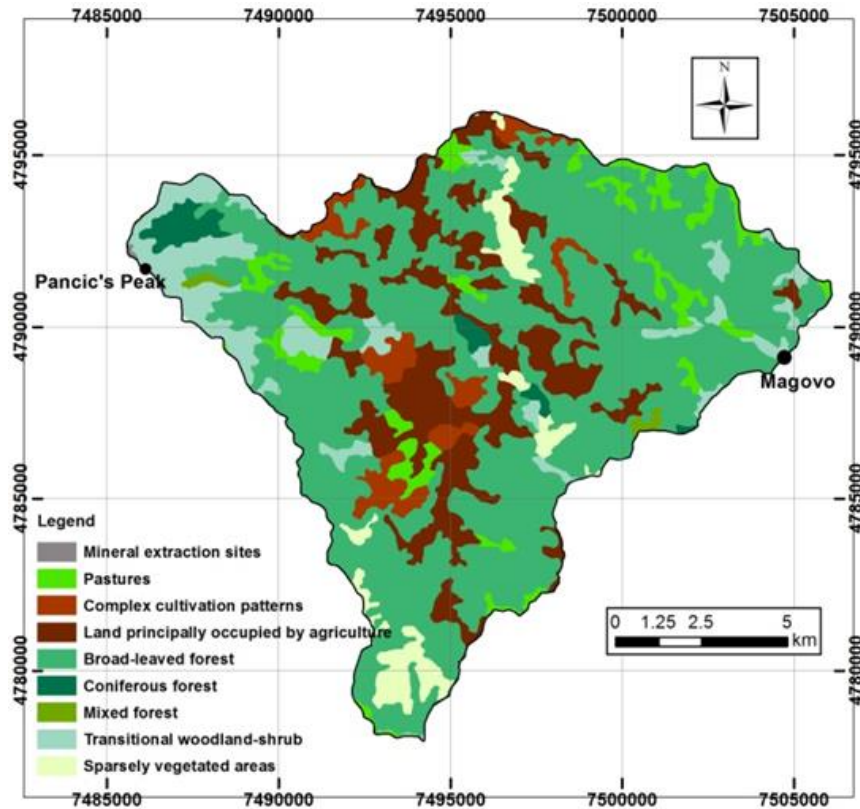 7485000 7490000 7495000 7500000 7505000
N
4795000 4795000
Pancic's Peak
4790000 4790000
Magovo
4785000 4785000
Legend
Mineral extraction sites
Pastures
Complex cultivation patterns
Land principally occupied by agriculture
Broad-leaved forest
Coniferous forest
Mixed forest
Transitional woodland-shrub
Sparsely vegetated areas
0 1.25 2.5 5
km
4780000 4780000
7485000 7490000 7495000 7500000 7505000